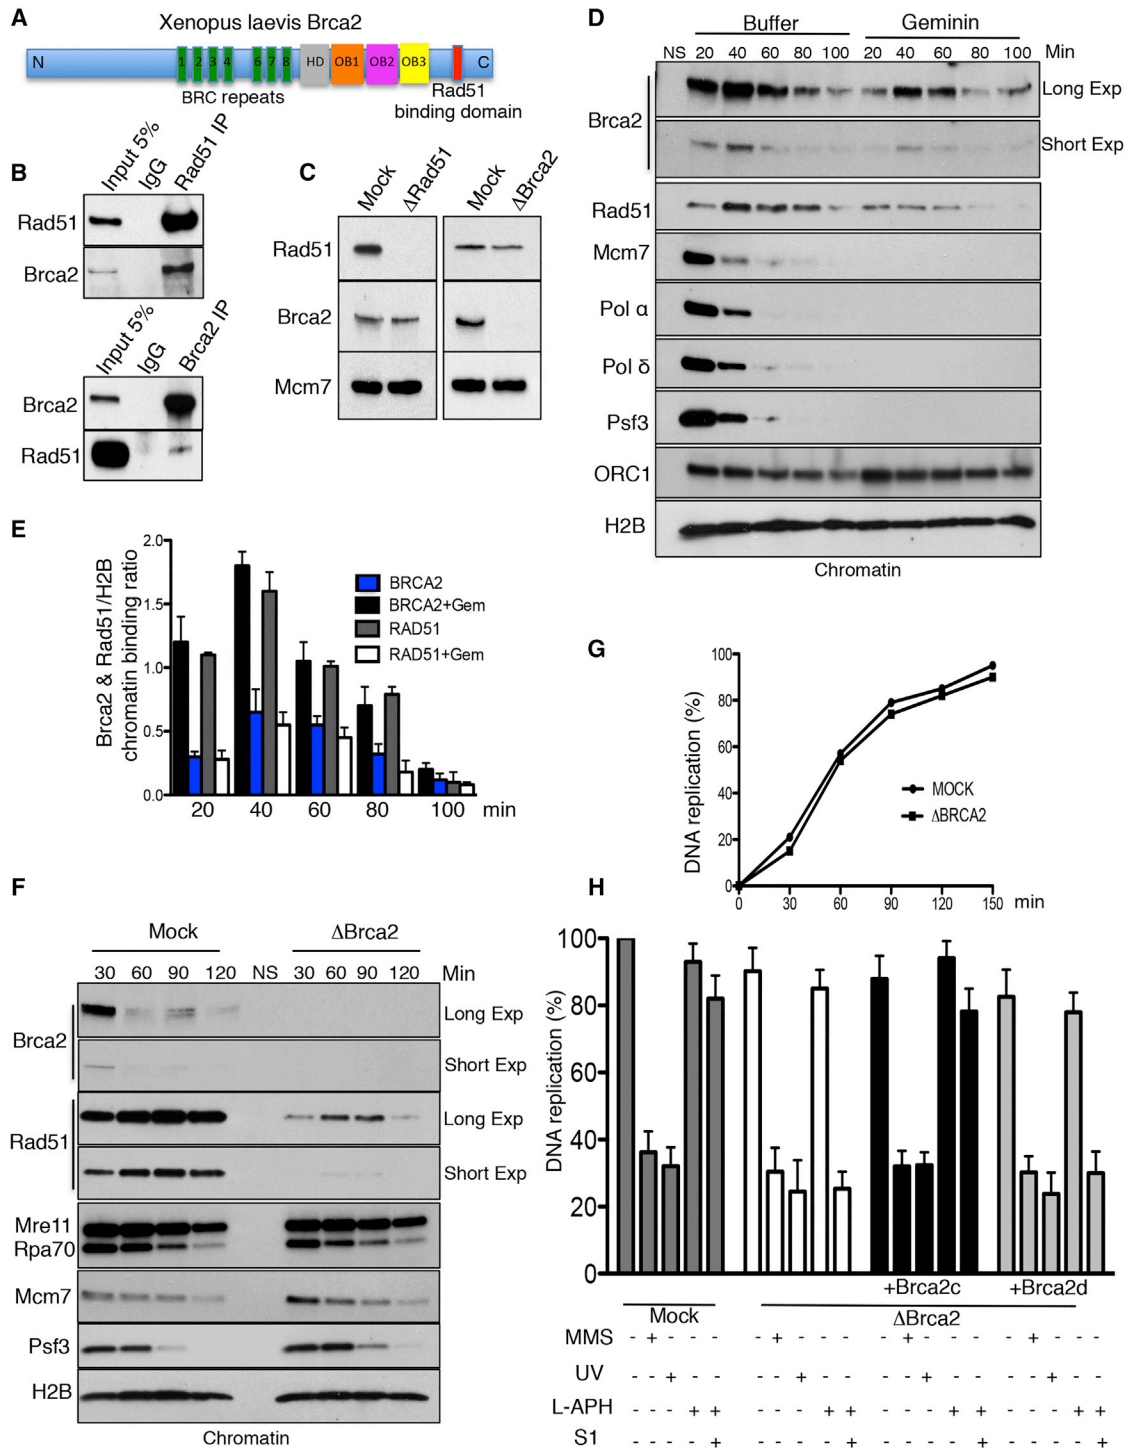 A
Xenopus laevis Brca2
N 1 2 3 4 6 7 8 HD OB1 OB2 OB3 C
BRC repeats
Rad51
binding domain
B
Input 5% IgG Rad51 IP
Rad51
Brca2
Input 5% IgG Brca2 IP
Brca2
Rad51
C
Mock ΔRad51 Mock ΔBrca2
Rad51
Brca2
Mcm7
D
Buffer Geminin
NS 20 40 60 80 100 20 40 60 80 100 Min
Brca2
Long Exp
Short Exp
Rad51
Mcm7
Pol α
Pol δ
Psf3
ORC1
H2B
Chromatin
E
Brca2 & Rad51/H2B
chromatin binding ratio
2.0
1.5
1.0
0.5
0.0
BRCA2
BRCA2+Gem
RAD51
RAD51+Gem
20 40 60 80 100 min
F
Mock ΔBrca2
30 60 90 120 NS 30 60 90 120 Min
Brca2
Long Exp
Short Exp
Rad51
Long Exp
Short Exp
Mre11
Rpa70
Mcm7
Psf3
H2B
Chromatin
G
DNA replication (%)
100
80
60
40
20
0
MOCK
ΔBRCA2
0 30 60 90 120 150 min
H
DNA replication (%)
100
80
60
40
20
0
+Brca2c +Brca2d
Mock ΔBrca2
MMS - + - - - - + - - - - + - - - - + - - -
UV - - + - - - - + - - - - + - - - - + - -
L-APH - - - + + - - - + + - - - + + - - - + +
S1 + + + +